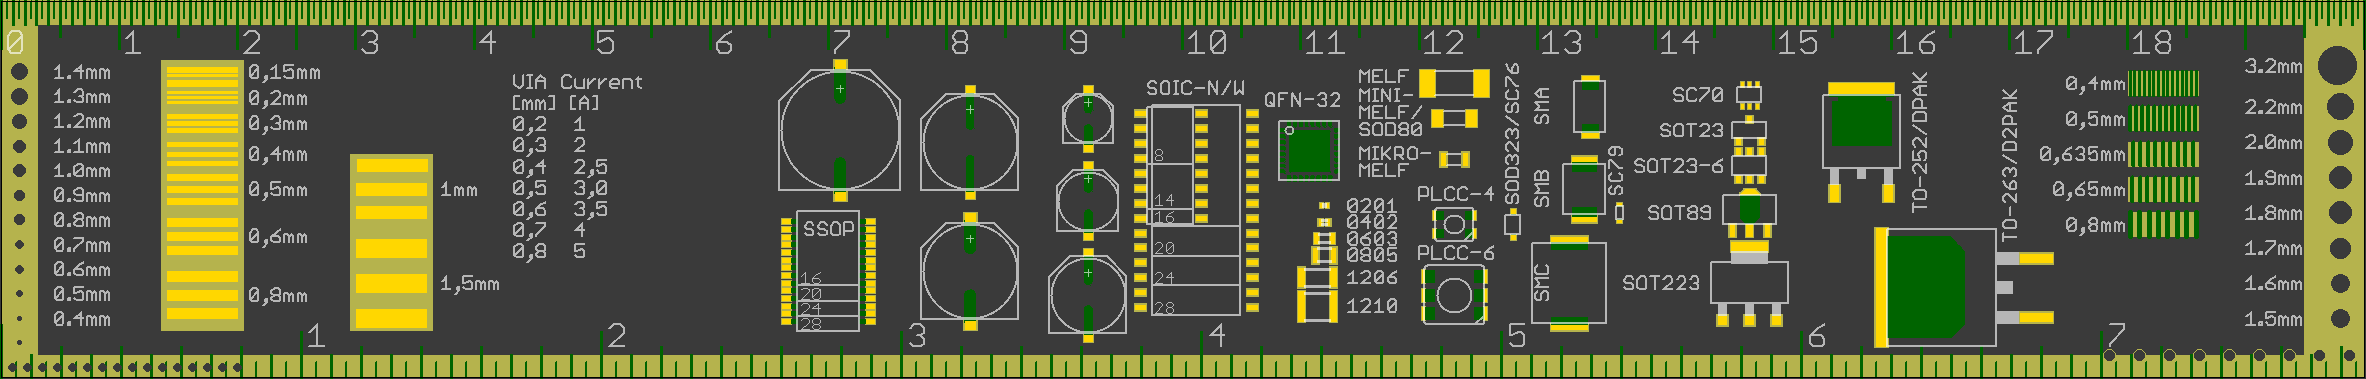 0 1 2 3 4 5 6 7 8 9 10 11 12 13 14 15 16 17 18
1.4mm
1.3mm
1.2mm
1.1mm
1.0mm
0.9mm
0.8mm
0.7mm
0.6mm
0.5mm
0.4mm
0,15mm
0,2mm
0,3mm
0,4mm
0,5mm
0,6mm
0,8mm
1mm
1,5mm
VIA Current
[mm] [A]
0,2 1
0,3 2
0,4 2,5
0,5 3,0
0,6 3,5
0,7 4
0,8 5
SSOP
16
20
24
28
SOIC-N/W
8
14
16
20
24
28
QFN-32
0201
0402
0603
0805
1206
1210
MELF
MINI-
MELF/
SOD80
MIKRO-
MELF
PLCC-4
PLCC-6
SOD323/SC76
SMA
SMB
SC79
SMC
SC70
SOT23
SOT23-6
SOT89
SOT223
TO-252/DPAK
TO-263/D2PAK
0,4mm
0,5mm
0,635mm
0,65mm
0,8mm
3.2mm
2.2mm
2.0mm
1.9mm
1.8mm
1.7mm
1.6mm
1.5mm
1 2 3 4 5 6 7